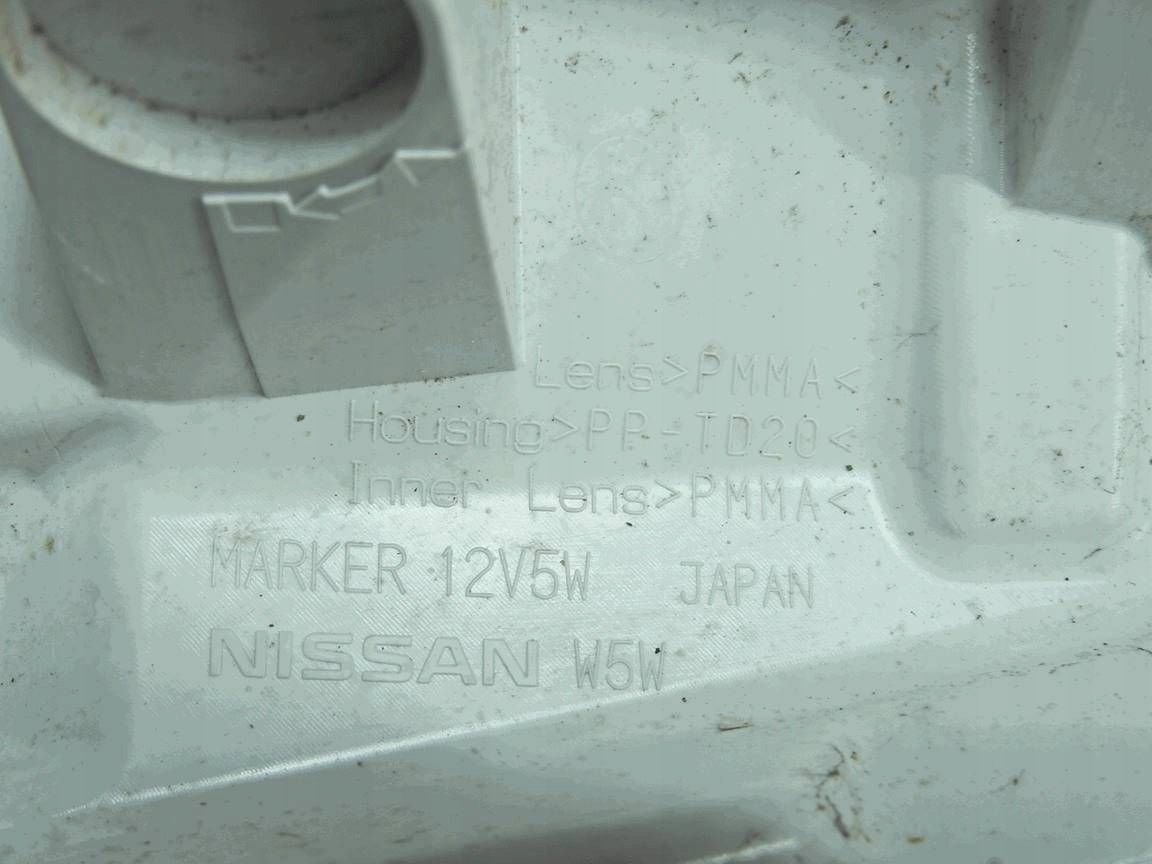 Lens>PMMA<
Housing>PP-TD20<
Inner Lens>PMMA<
MARKER 12V5W JAPAN
NISSAN W5W